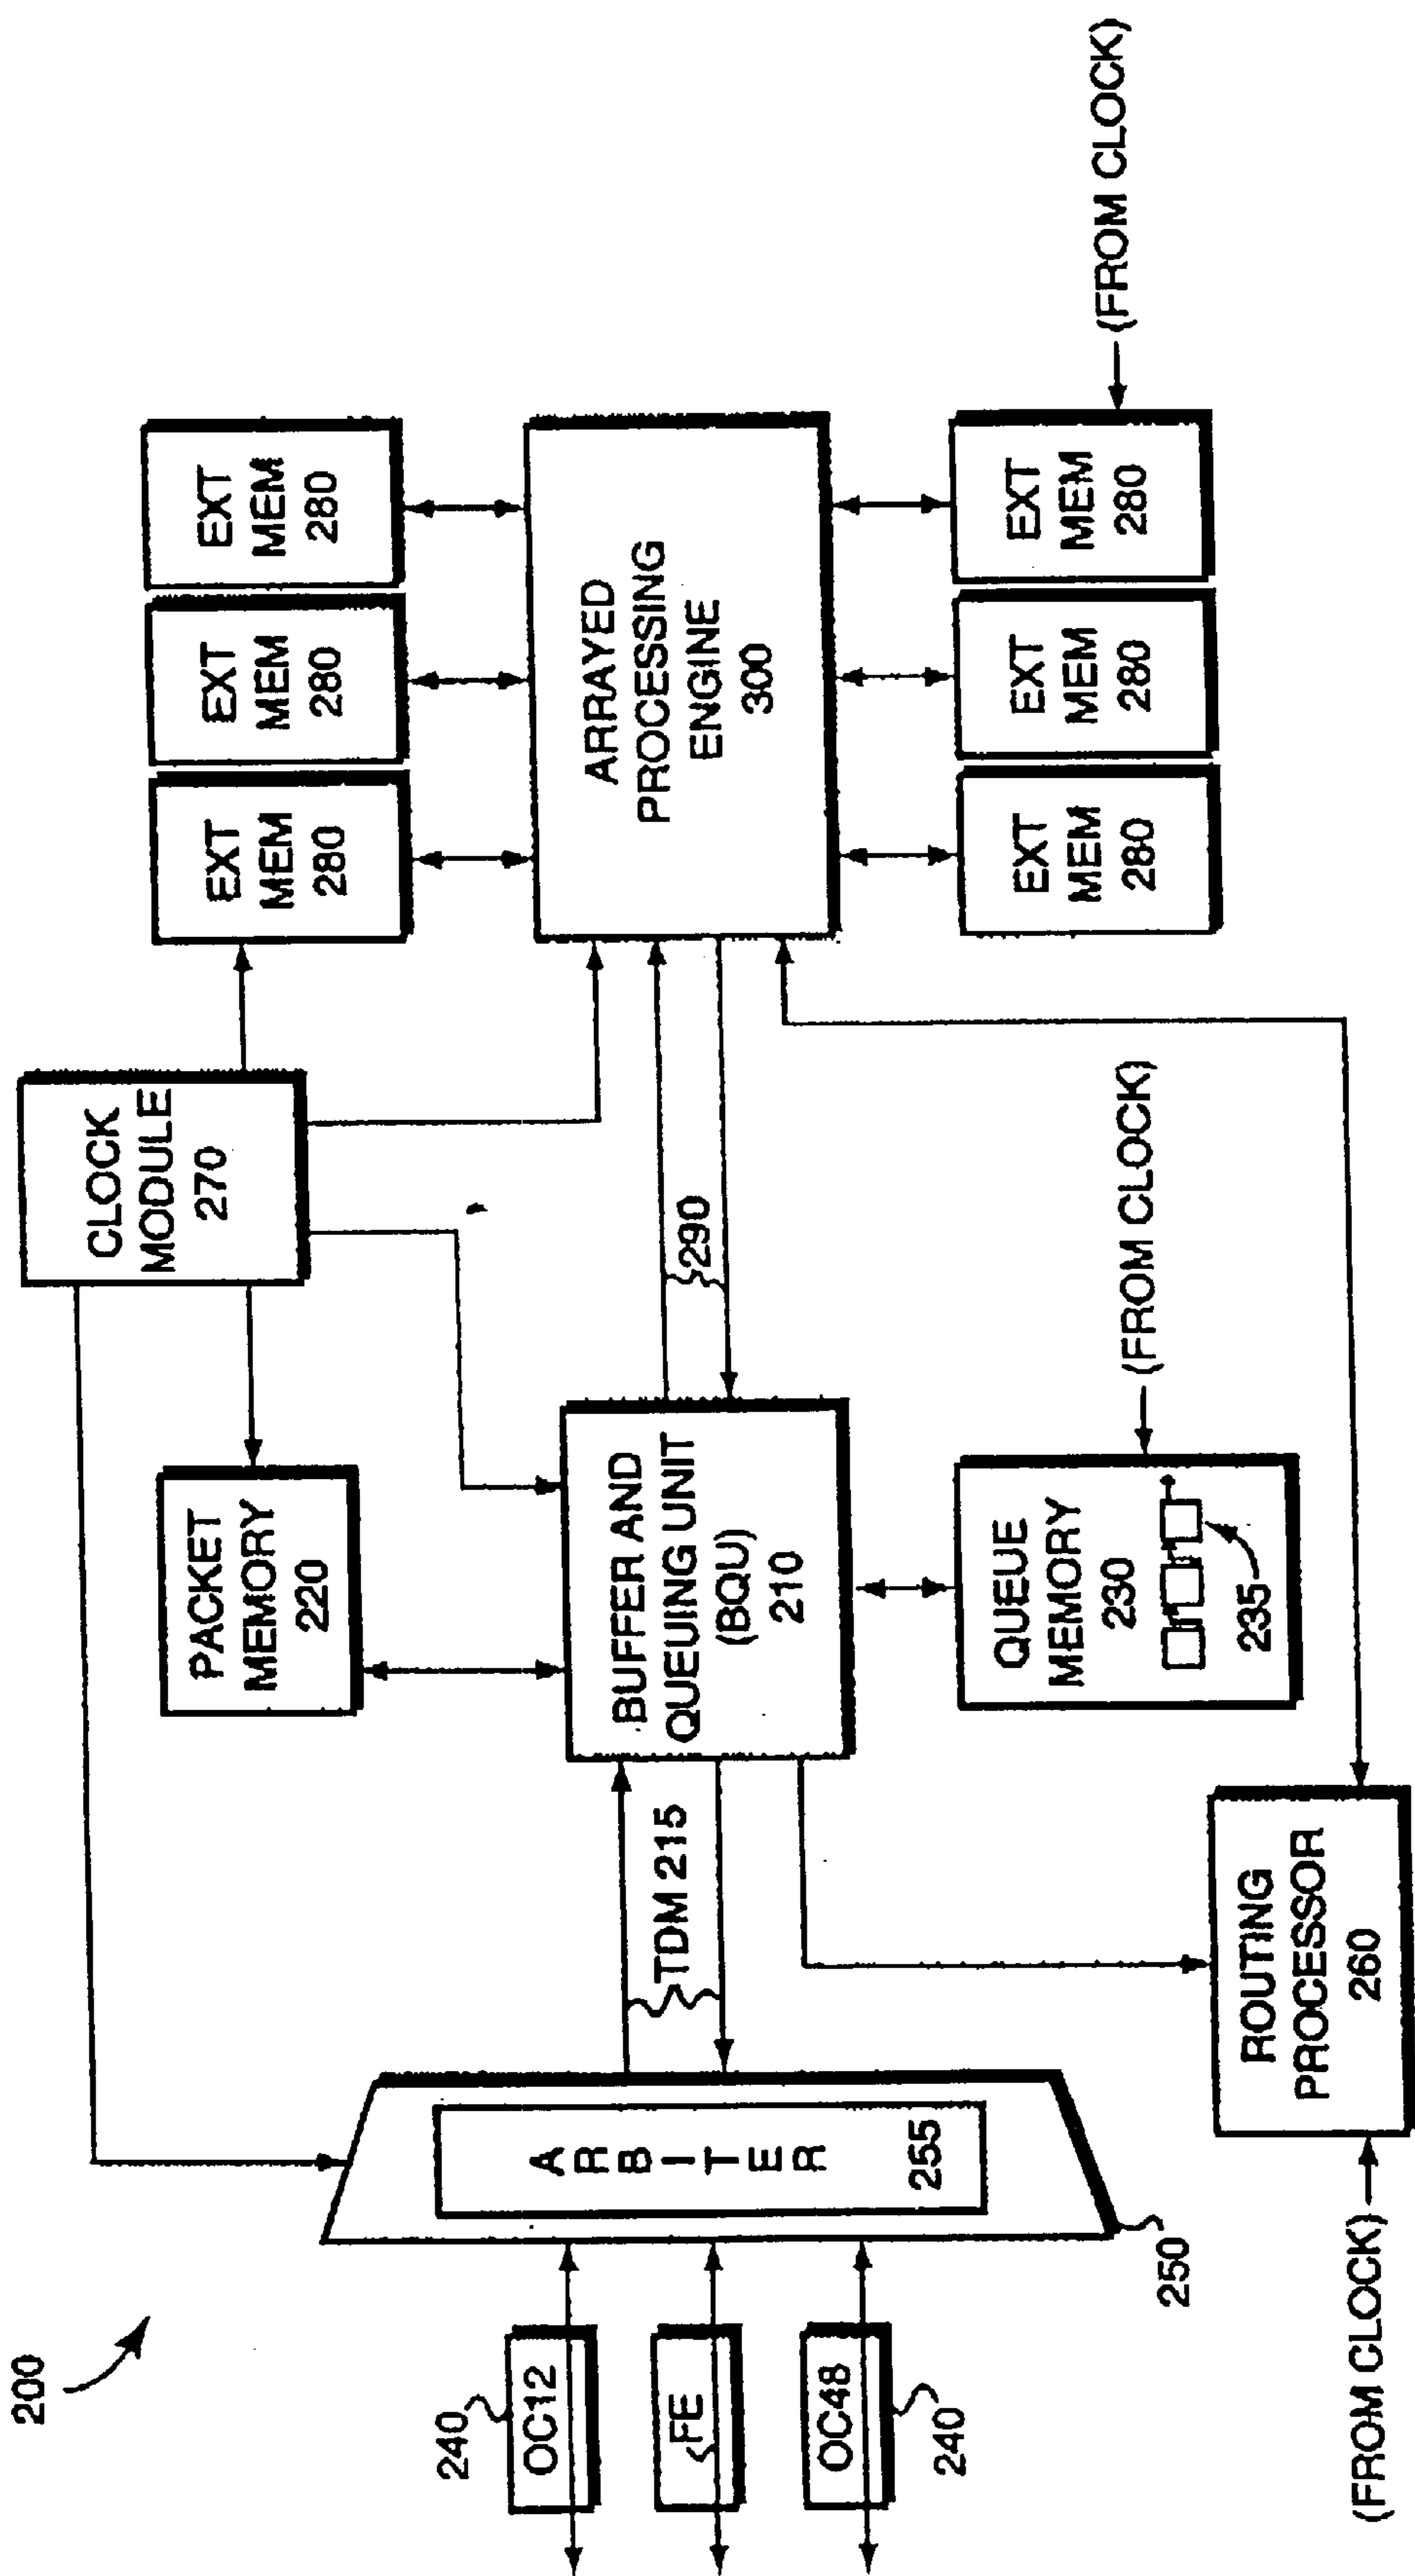 200
CLOCK
MODULE
270
EXT
MEM
280
EXT
MEM
280
EXT
MEM
280
PACKET
MEMORY
220
240
OC12
FE
OC48
240
ARBITER
255
250
TDM 215
BUFFER AND
QUEUING UNIT
(BQU)
210
290
ARRAYED
PROCESSING
ENGINE
300
QUEUE
MEMORY
230
235
(FROM CLOCK)
EXT
MEM
280
EXT
MEM
280
EXT
MEM
280
(FROM CLOCK)
ROUTING
PROCESSOR
260
(FROM CLOCK)